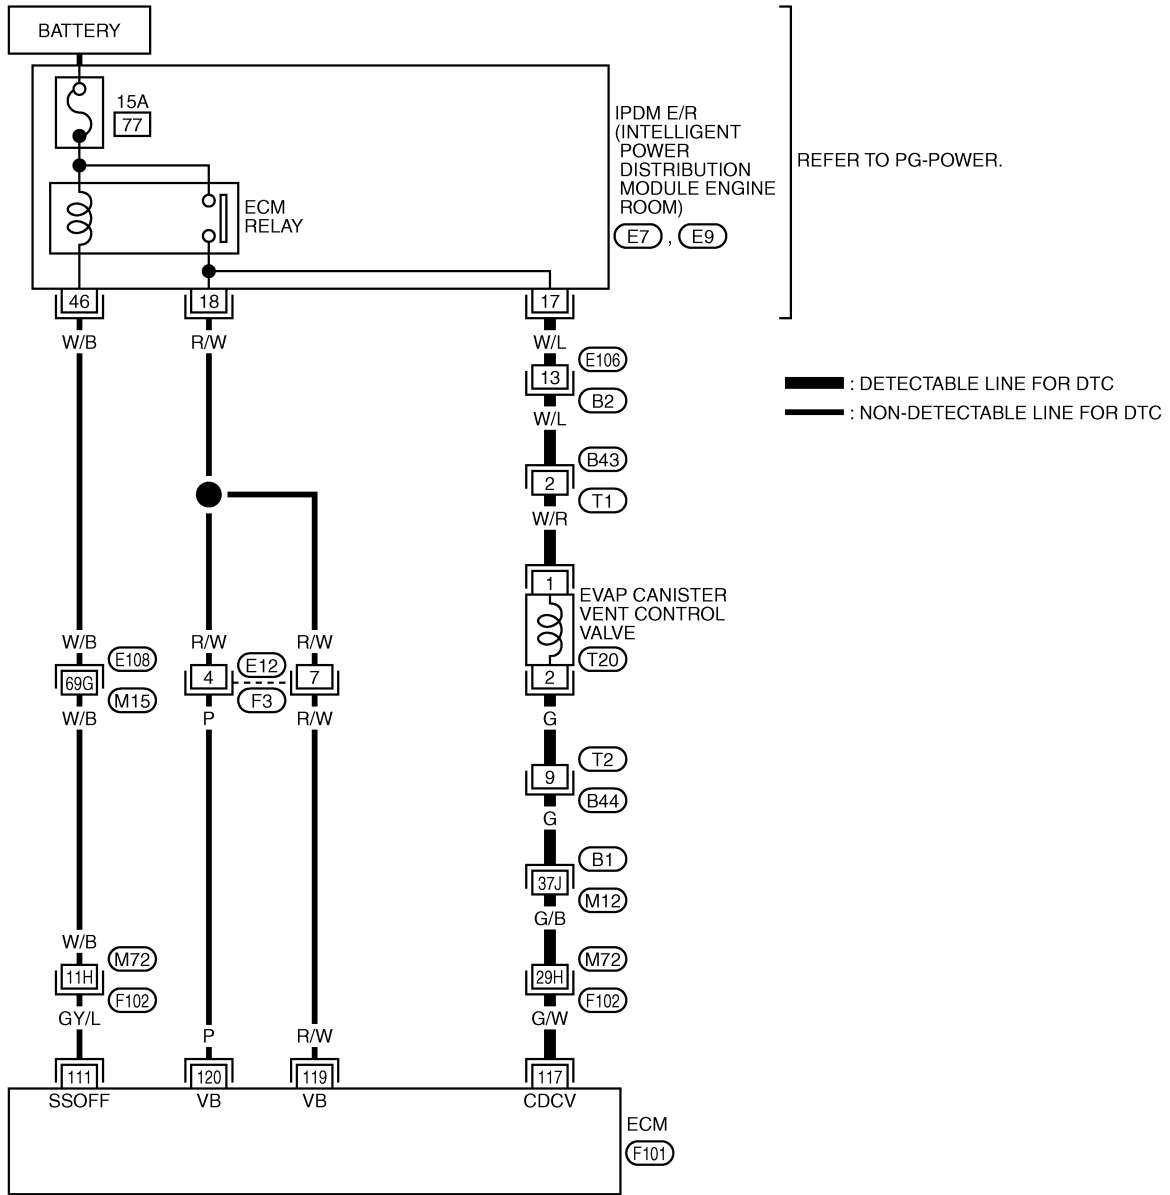 BATTERY
15A
77
IPDM E/R
(INTELLIGENT
POWER
DISTRIBUTION
MODULE ENGINE
ROOM)
E7 , E9
REFER TO PG-POWER.
ECM
RELAY
46 18 17
W/B R/W W/L
E106
13
B2
W/L
: DETECTABLE LINE FOR DTC
: NON-DETECTABLE LINE FOR DTC
B43
2
T1
W/R
1
EVAP CANISTER
VENT CONTROL
VALVE
T20
2
W/B R/W R/W
E108
69G
M15
4
E12
F3
7
W/B P R/W G
T2
9
B44
G
B1
37J
M12
G/B
W/B
M72
11H
F102
GY/L
M72
29H
F102
G/W
P R/W
111 120 119 117
SSOFF VB VB CDCV
ECM
F101